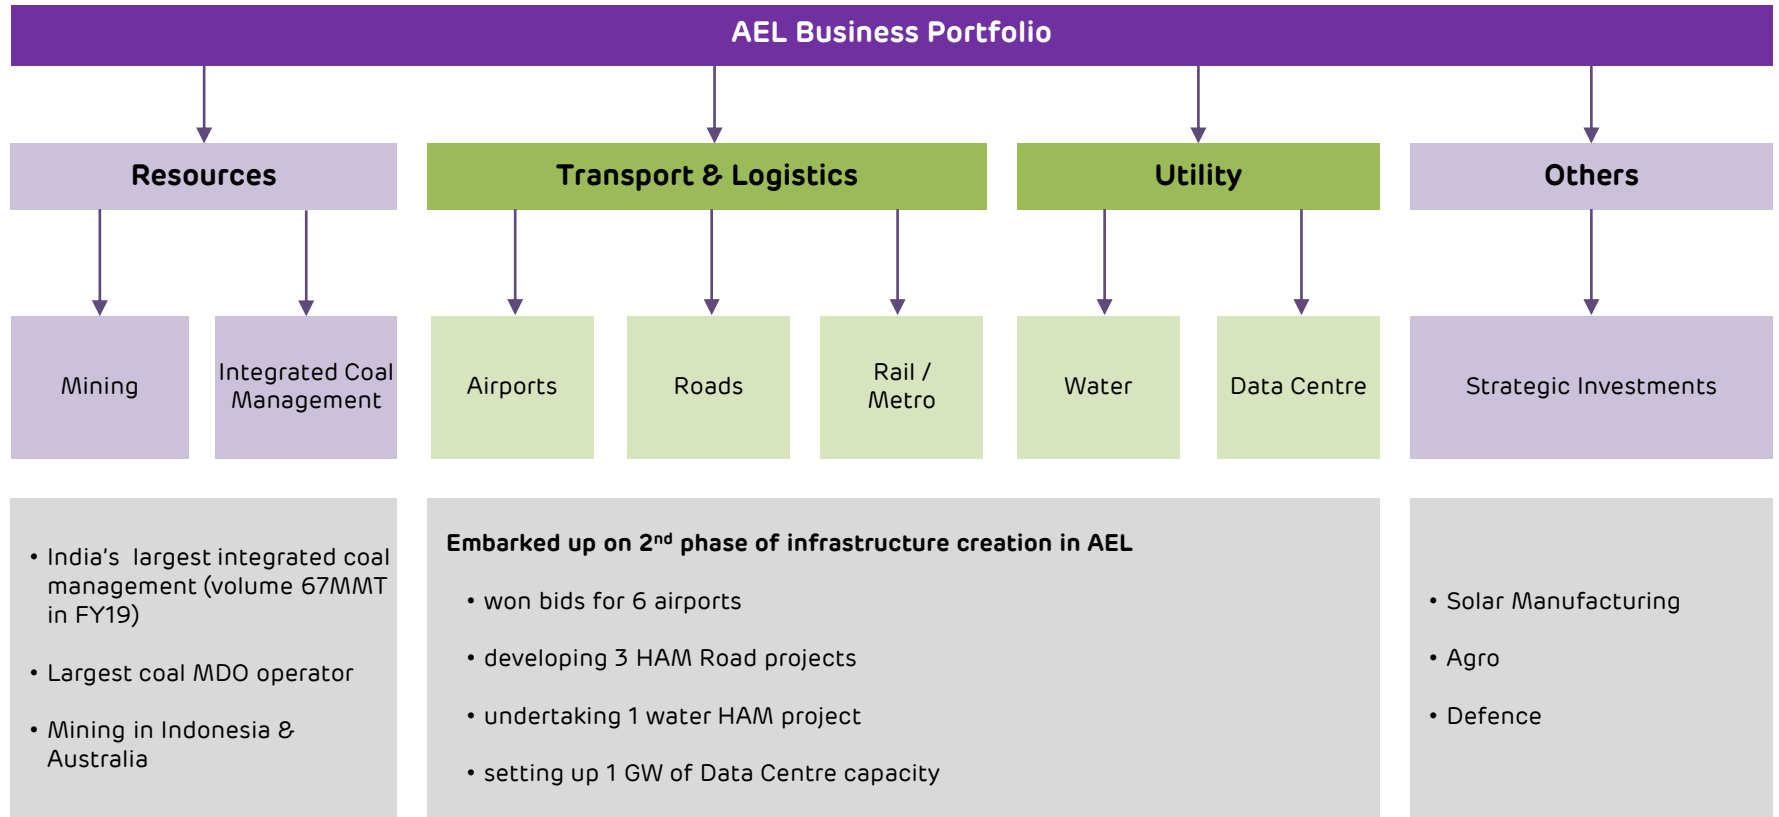 AEL Business Portfolio
Resources
Transport & Logistics
Utility
Others
Mining
Integrated Coal
Management
Airports
Roads
Rail /
Metro
Water
Data Centre
Strategic Investments
• India's  largest integrated coal
management (volume 67MMT
in FY19)
• Largest coal MDO operator
• Mining in Indonesia &
Australia
Embarked up on 2nd phase of infrastructure creation in AEL
• won bids for 6 airports
• developing 3 HAM Road projects
• undertaking 1 water HAM project
• setting up 1 GW of Data Centre capacity
• Solar Manufacturing
• Agro
• Defence